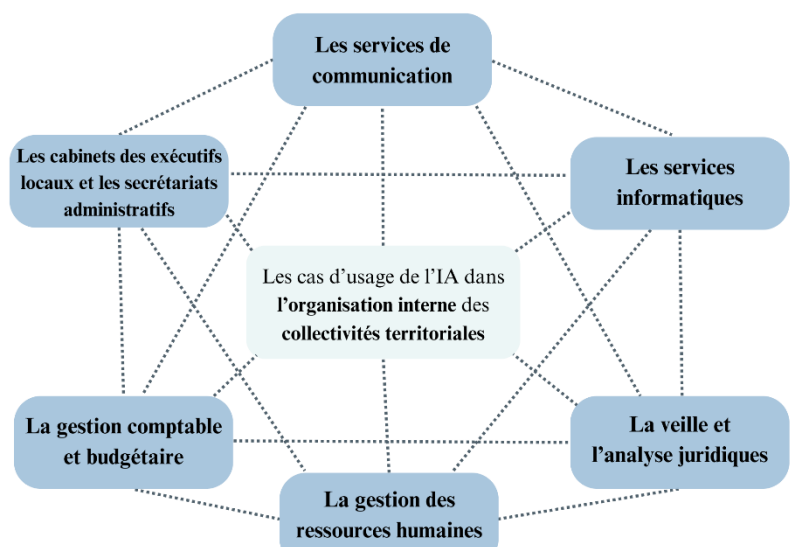 Les services de
communication
Les cabinets des exécutifs
locaux et les secrétariats
administratifs
Les services
informatiques
Les cas d’usage de l’IA dans
l’organisation interne des
collectivités territoriales
La gestion comptable
et budgétaire
La veille et
l’analyse juridiques
La gestion des
ressources humaines